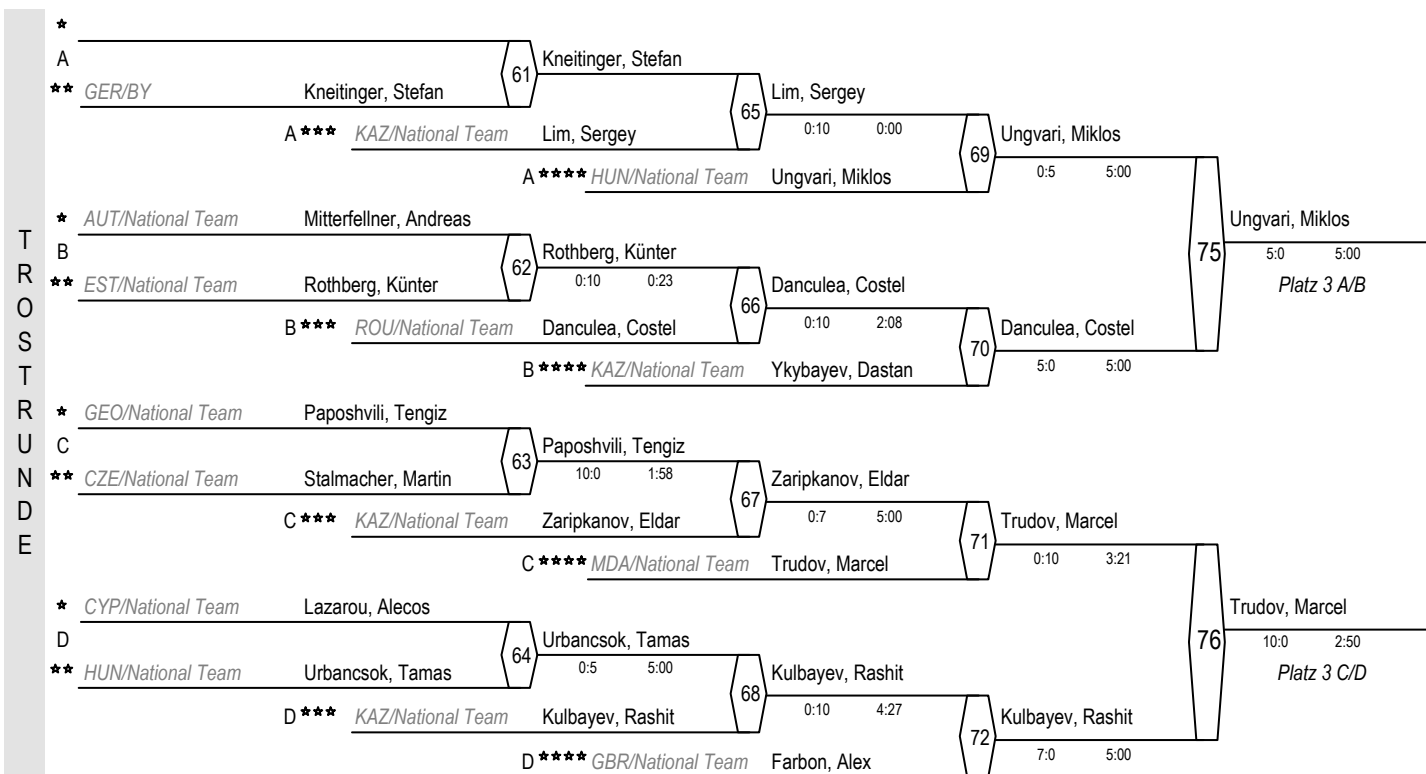 TROSTRUNDE
*
A
** GER/BY Kneitinger, Stefan
61 Kneitinger, Stefan
A *** KAZ/National Team Lim, Sergey
65 Lim, Sergey
0:10 0:00
A **** HUN/National Team Ungvari, Miklos
69 Ungvari, Miklos
0:5 5:00
* AUT/National Team Mitterfellner, Andreas
B
** EST/National Team Rothberg, Künter
62 Rothberg, Künter
0:10 0:23
B *** ROU/National Team Danculea, Costel
66 Danculea, Costel
0:10 2:08
B **** KAZ/National Team Ykybayev, Dastan
70 Danculea, Costel
5:0 5:00
75 Ungvari, Miklos
5:0 5:00
Platz 3 A/B
* GEO/National Team Paposhvili, Tengiz
C
** CZE/National Team Stalmacher, Martin
63 Paposhvili, Tengiz
10:0 1:58
C *** KAZ/National Team Zaripkanov, Eldar
67 Zaripkanov, Eldar
0:7 5:00
C **** MDA/National Team Trudov, Marcel
71 Trudov, Marcel
0:10 3:21
* CYP/National Team Lazarou, Alecos
D
** HUN/National Team Urbancsok, Tamas
64 Urbancsok, Tamas
0:5 5:00
D *** KAZ/National Team Kulbayev, Rashit
68 Kulbayev, Rashit
0:10 4:27
D **** GBR/National Team Farbon, Alex
72 Kulbayev, Rashit
7:0 5:00
76 Trudov, Marcel
10:0 2:50
Platz 3 C/D